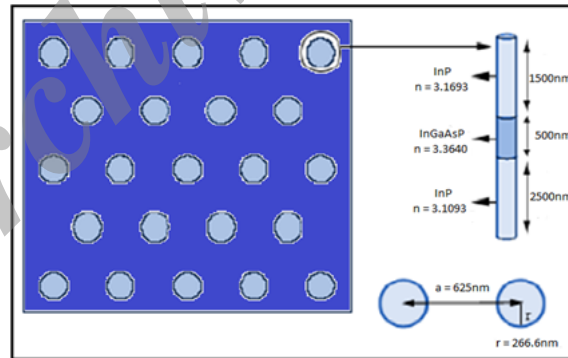 InP
n = 3.1693
1500nm
InGaAsP
n = 3.3640
500nm
InP
n = 3.1093
2500nm
a = 625nm
r
r = 266.6nm